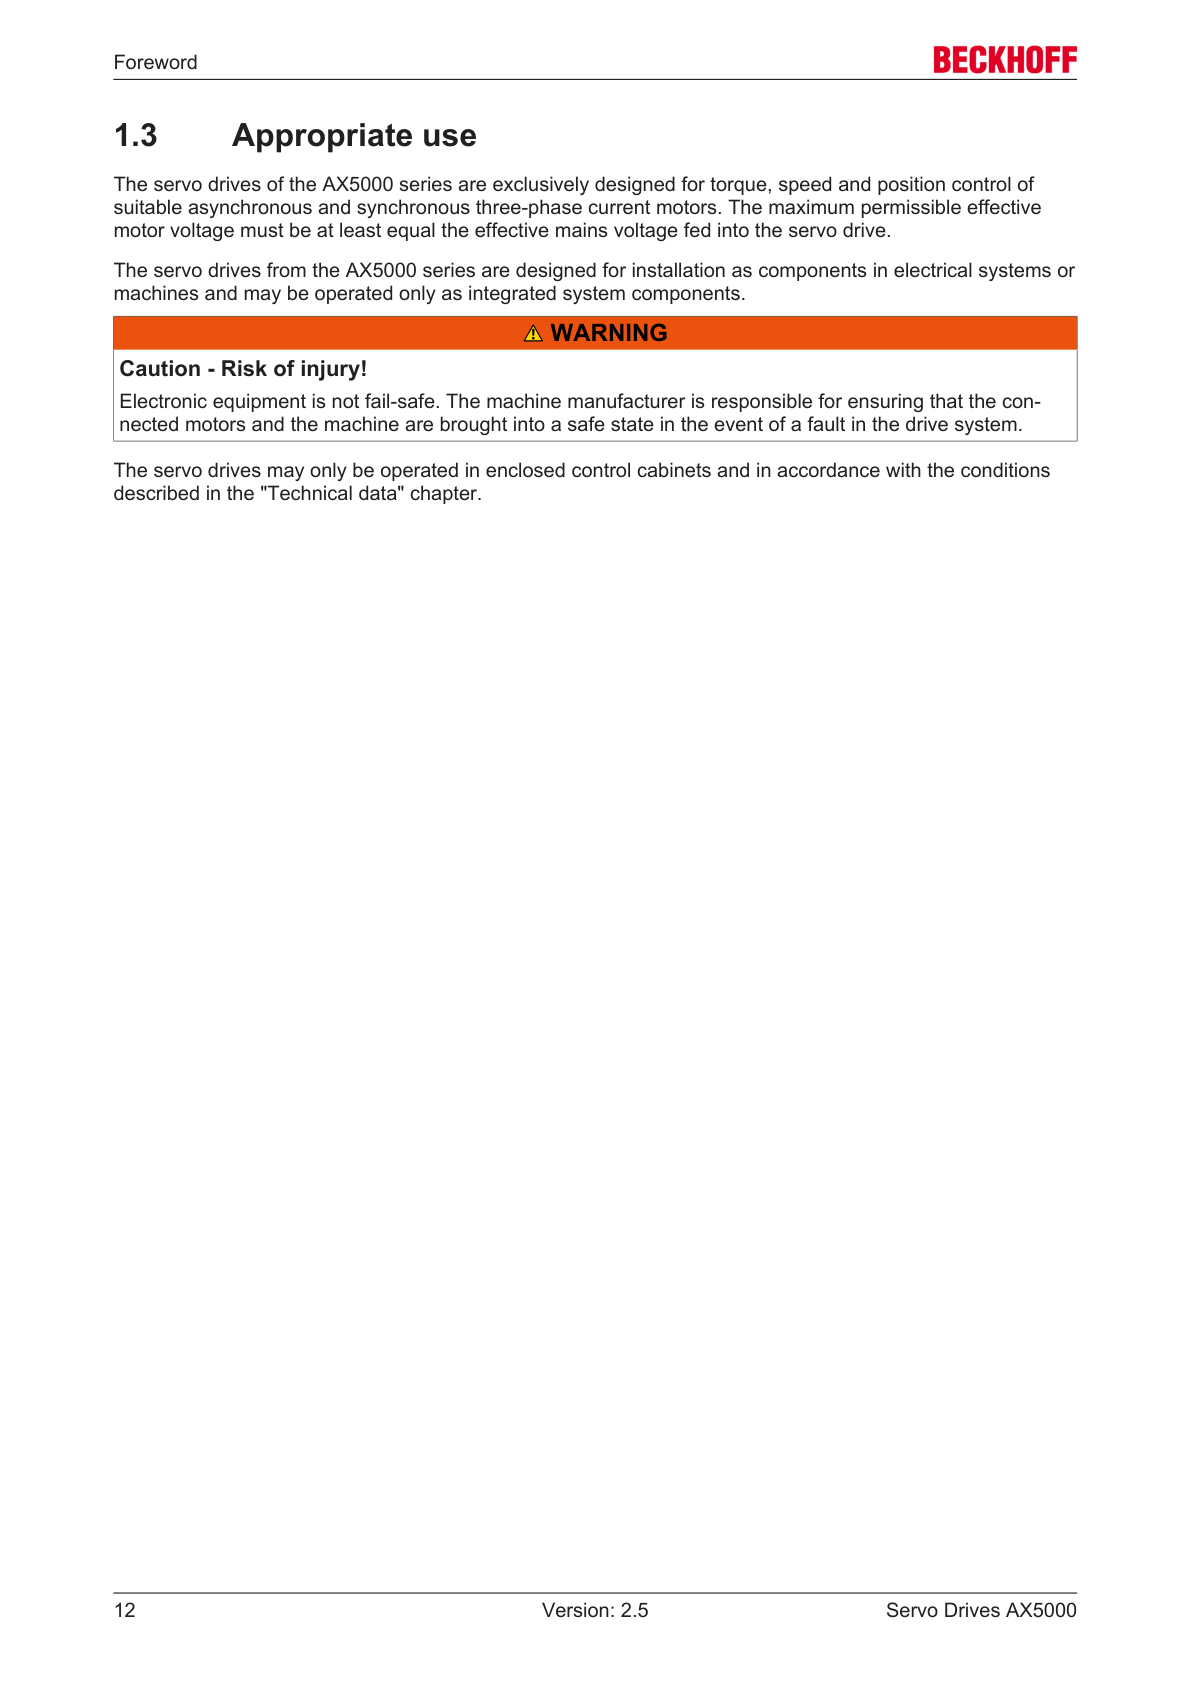 Foreword
BECKHOFF
1.3 Appropriate use
The servo drives of the AX5000 series are exclusively designed for torque, speed and position control of
suitable asynchronous and synchronous three-phase current motors. The maximum permissible effective
motor voltage must be at least equal the effective mains voltage fed into the servo drive.
The servo drives from the AX5000 series are designed for installation as components in electrical systems or
machines and may be operated only as integrated system components.
WARNING
Caution - Risk of injury!
Electronic equipment is not fail-safe. The machine manufacturer is responsible for ensuring that the con-
nected motors and the machine are brought into a safe state in the event of a fault in the drive system.
The servo drives may only be operated in enclosed control cabinets and in accordance with the conditions
described in the "Technical data" chapter.
12 Version: 2.5 Servo Drives AX5000